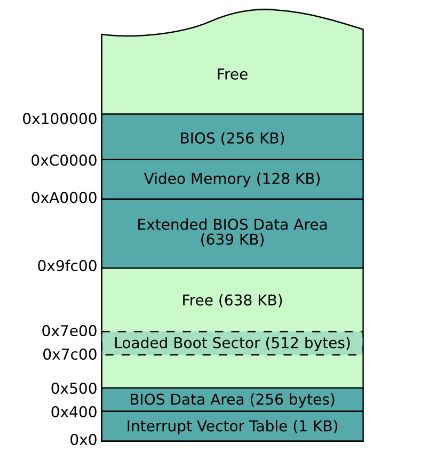 Free
0x100000
BIOS (256 KB)
0xC0000
Video Memory (128 KB)
0xA0000
Extended BIOS Data Area
(639 KB)
0x9fc00
Free (638 KB)
0x7e00
Loaded Boot Sector (512 bytes)
0x7c00
0x500
BIOS Data Area (256 bytes)
0x400
Interrupt Vector Table (1 KB)
0x0